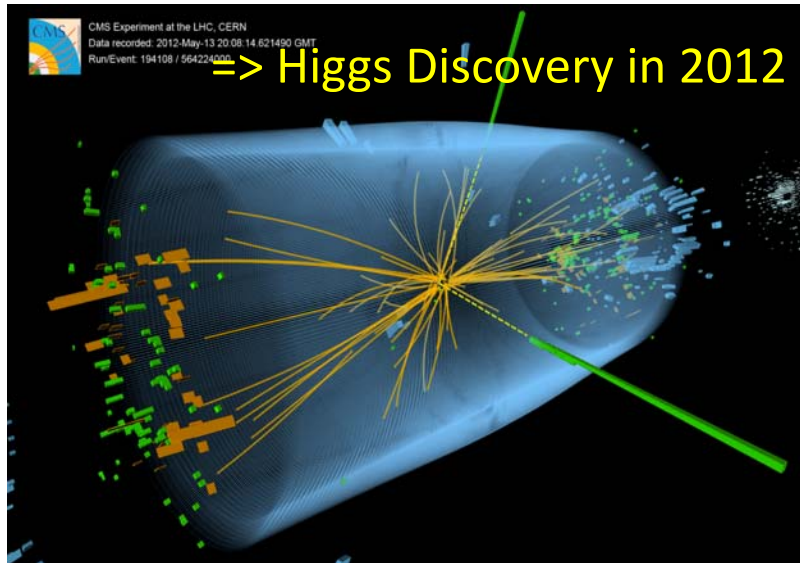 CMS
CMS Experiment at the LHC, CERN
Data recorded: 2012-May-13 20:08:14.621490 GMT
Run/Event: 194108 / 564224000
=> Higgs Discovery in 2012